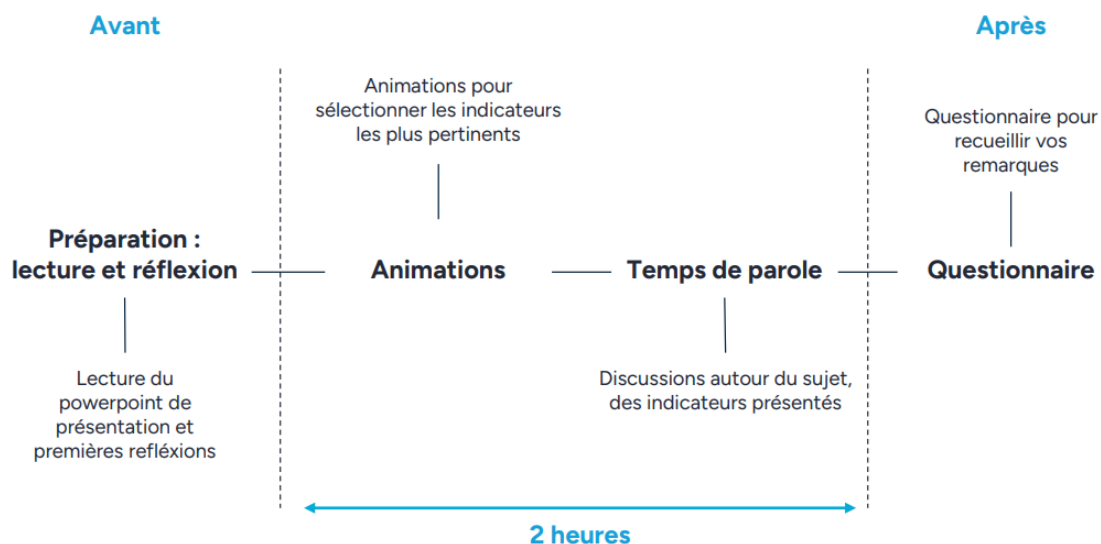 Avant
Après
Animations pour
sélectionner les indicateurs
les plus pertinents
Questionnaire pour
recueillir vos
remarques
Préparation :
lecture et réflexion
Animations
Temps de parole
Questionnaire
Lecture du
powerpoint de
présentation et
premières refléxions
Discussions autour du sujet,
des indicateurs présentés
2 heures